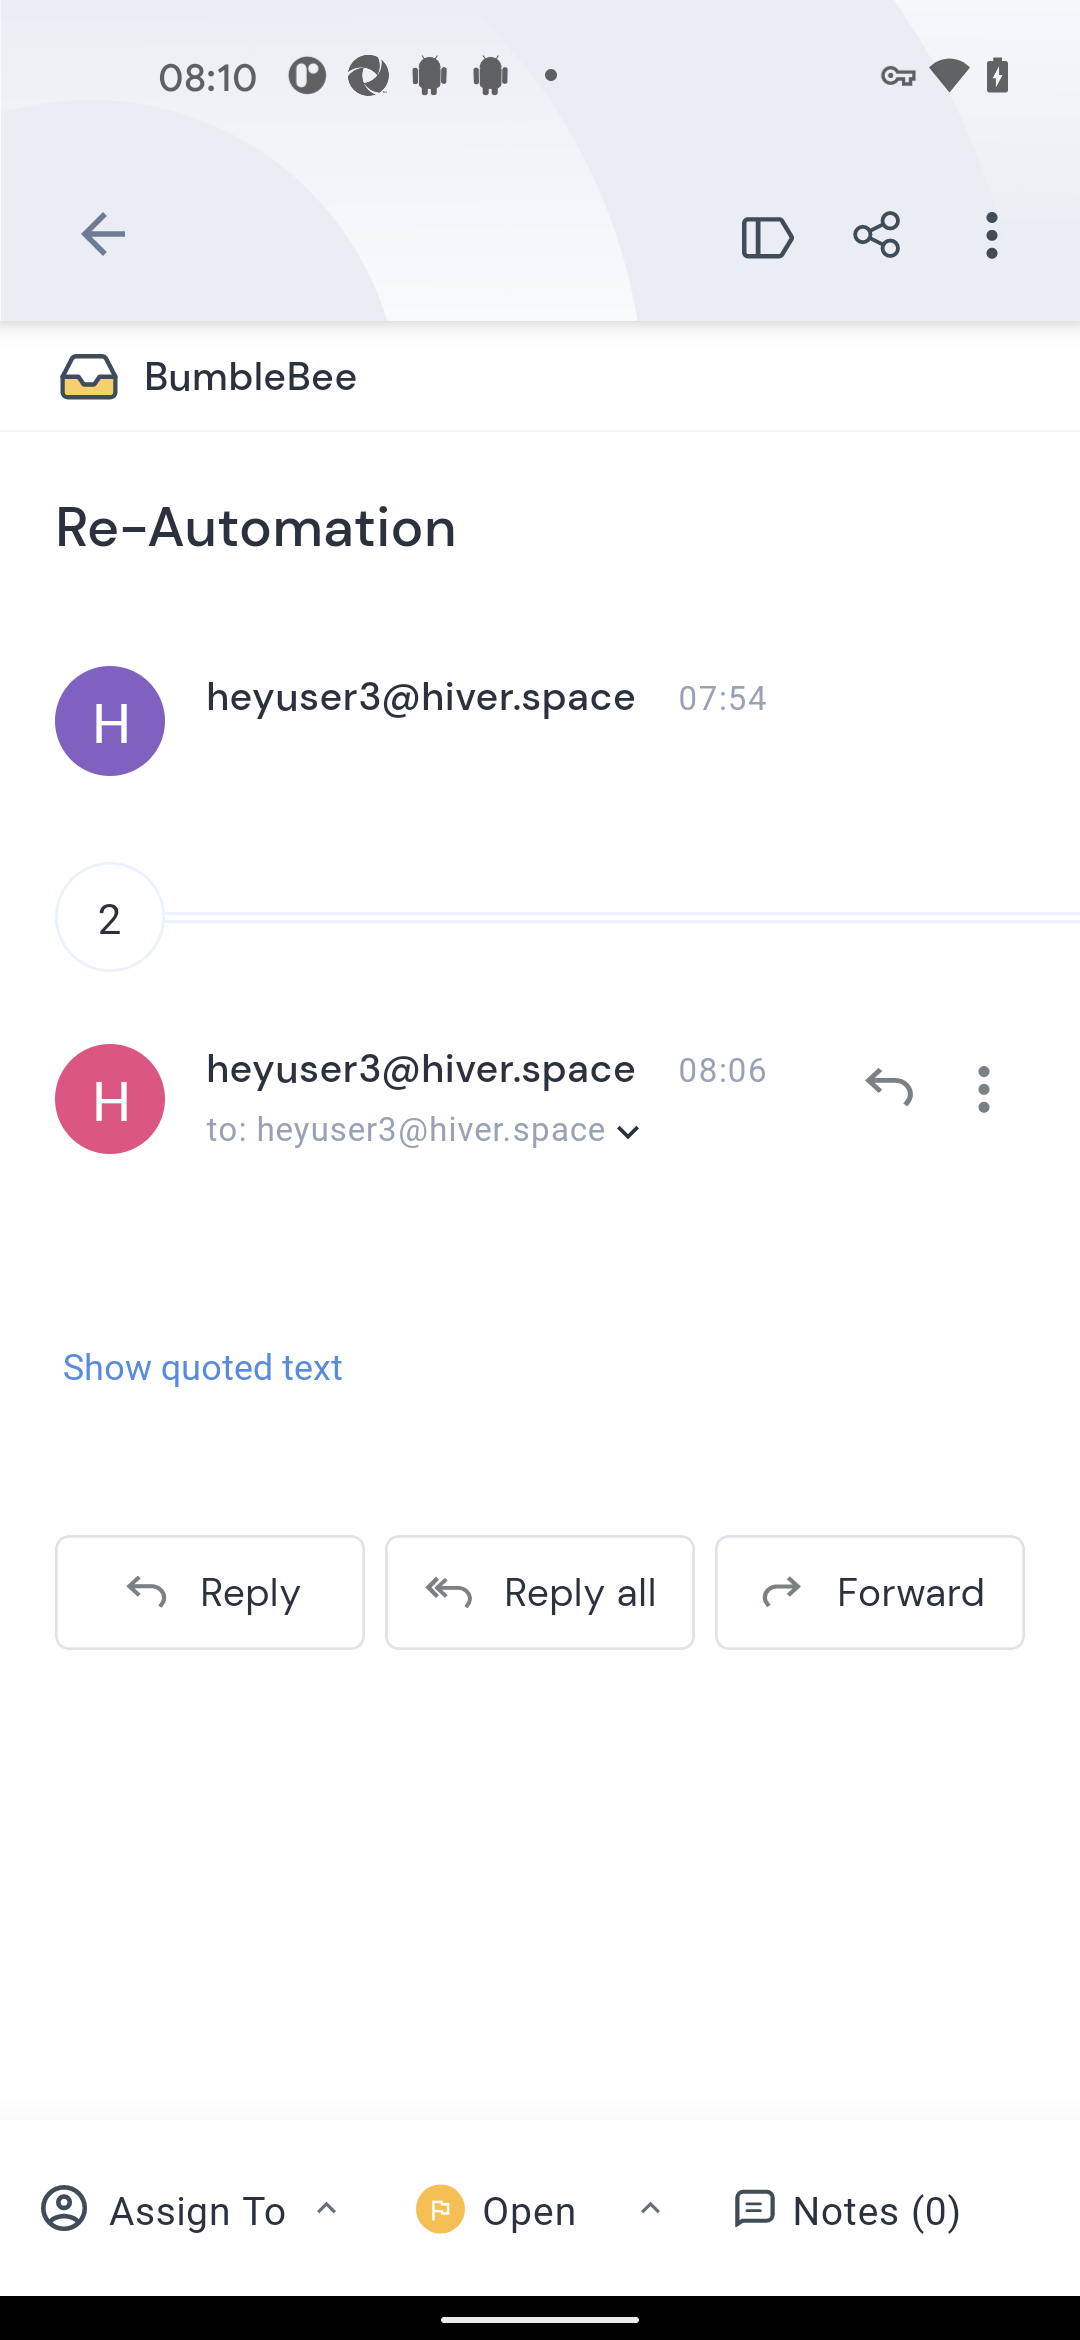 08:10
BumbleBee
Re-Automation
H heyuser3@hiver.space 07:54
2
H heyuser3@hiver.space 08:06
to: heyuser3@hiver.space
Show quoted text
Reply Reply all Forward
Assign To Open Notes (0)